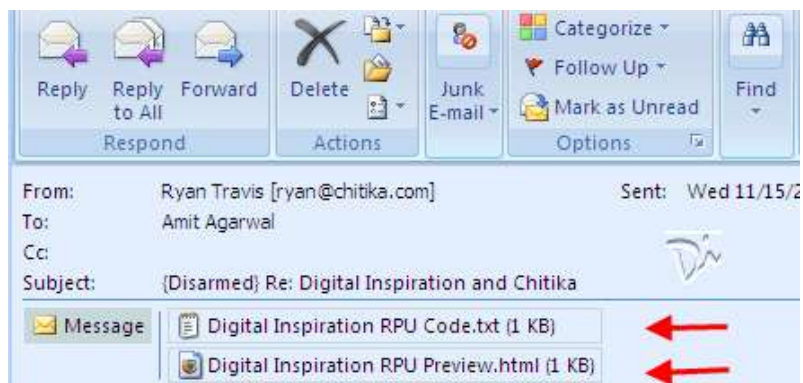 Reply
Reply to All
Forward
Respond
Delete
Actions
Junk E-mail
Categorize
Follow Up
Mark as Unread
Options
Find
From: Ryan Travis [ryan@chitika.com] Sent: Wed 11/15/2
To: Amit Agarwal
Cc:
Subject: {Disarmed} Re: Digital Inspiration and Chitika
Message Digital Inspiration RPU Code.txt (1 KB)
Digital Inspiration RPU Preview.html (1 KB)